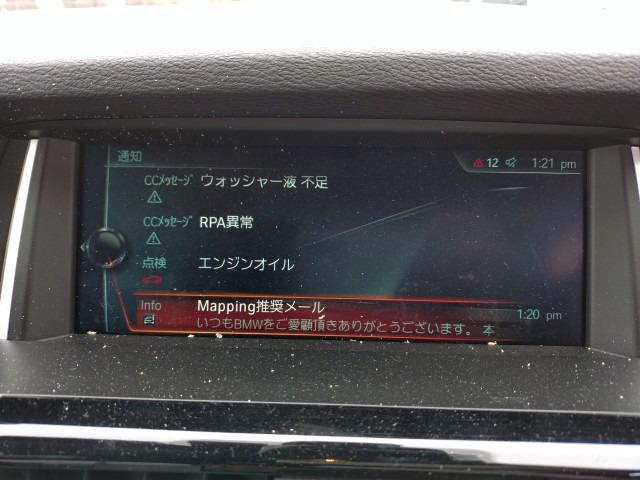 通知
12 1:21 pm
CCメッセージ ウォッシャー液 不足
CCメッセージ RPA異常
点検 エンジンオイル
Info Mapping推奨メール 1:20 pm
いつもBMWをご愛顧頂きありがとうございます。 本